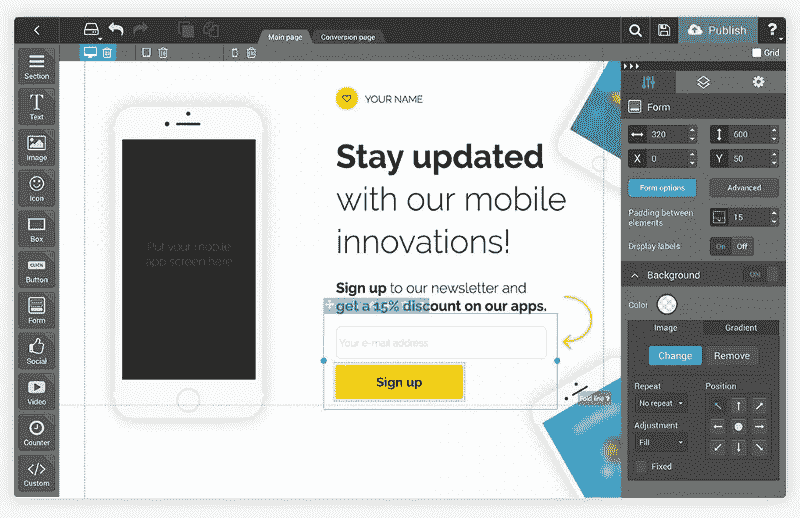 Main page
Conversion page
Publish
?
Grid
Section
Text
Image
Icon
Box
CLICK
Button
Form
Social
Video
Counter
Custom
Put your mobile
app screen here
YOUR NAME
Stay updated
with our mobile
innovations!
Sign up to our newsletter and
get a 15% discount on our apps.
Your e-mail address
Sign up
Fold line ?
Form
320
600
X 0
Y 50
Form options
Advanced
Padding between
elements
15
Display labels
On Off
Background
ON
Color
Image
Gradient
Change
Remove
Repeat
Position
No repeat
Adjustment
Fill
Fixed